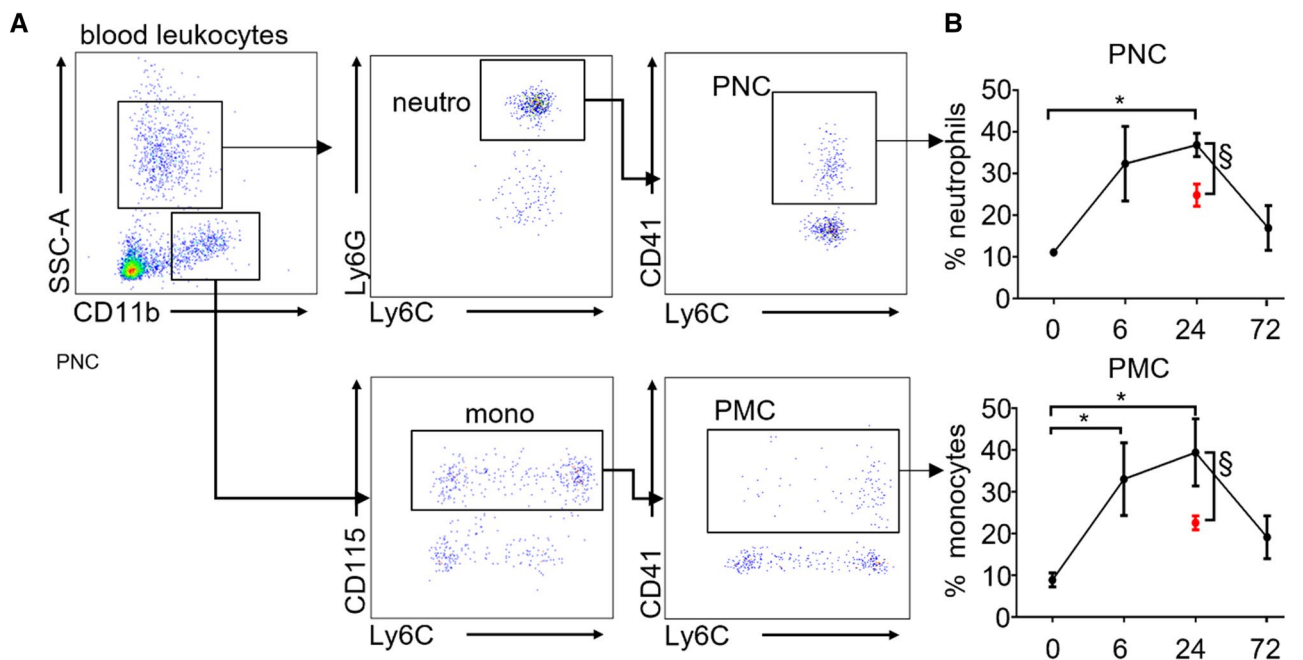 A
B
blood leukocytes
SSC-A
CD11b
neutro
Ly6G
Ly6C
PNC
CD41
Ly6C
PNC
% neutrophils
50
40
30
20
10
0
*
§
0 6 24 72
PNC
mono
CD115
Ly6C
PMC
CD41
Ly6C
PMC
% monocytes
50
40
30
20
10
0
*
*
§
0 6 24 72